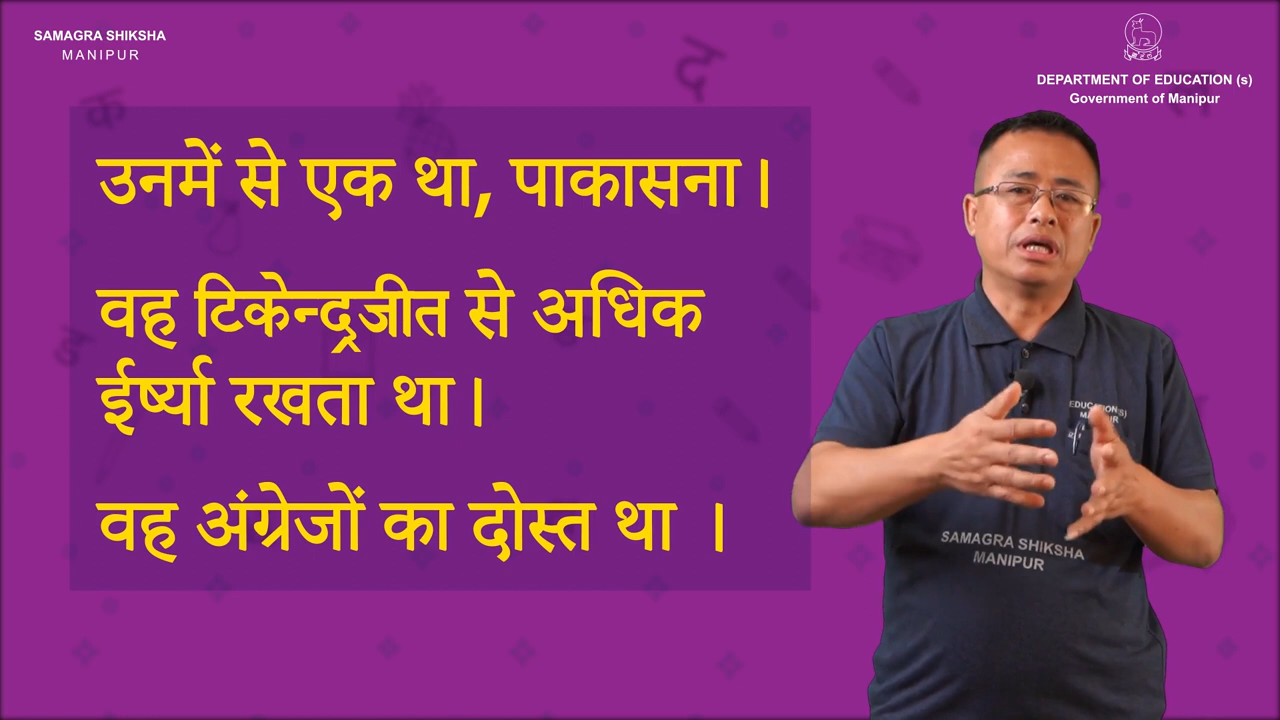 SAMAGRA SHIKSHA
MANIPUR
DEPARTMENT OF EDUCATION (s)
Government of Manipur
उनमें से एक था, पाकासना।
वह टिकेन्द्रजीत से अधिक
ईर्ष्या रखता था।
वह अंग्रेजों का दोस्त था ।
SAMAGRA SHIKSHA
MANIPUR